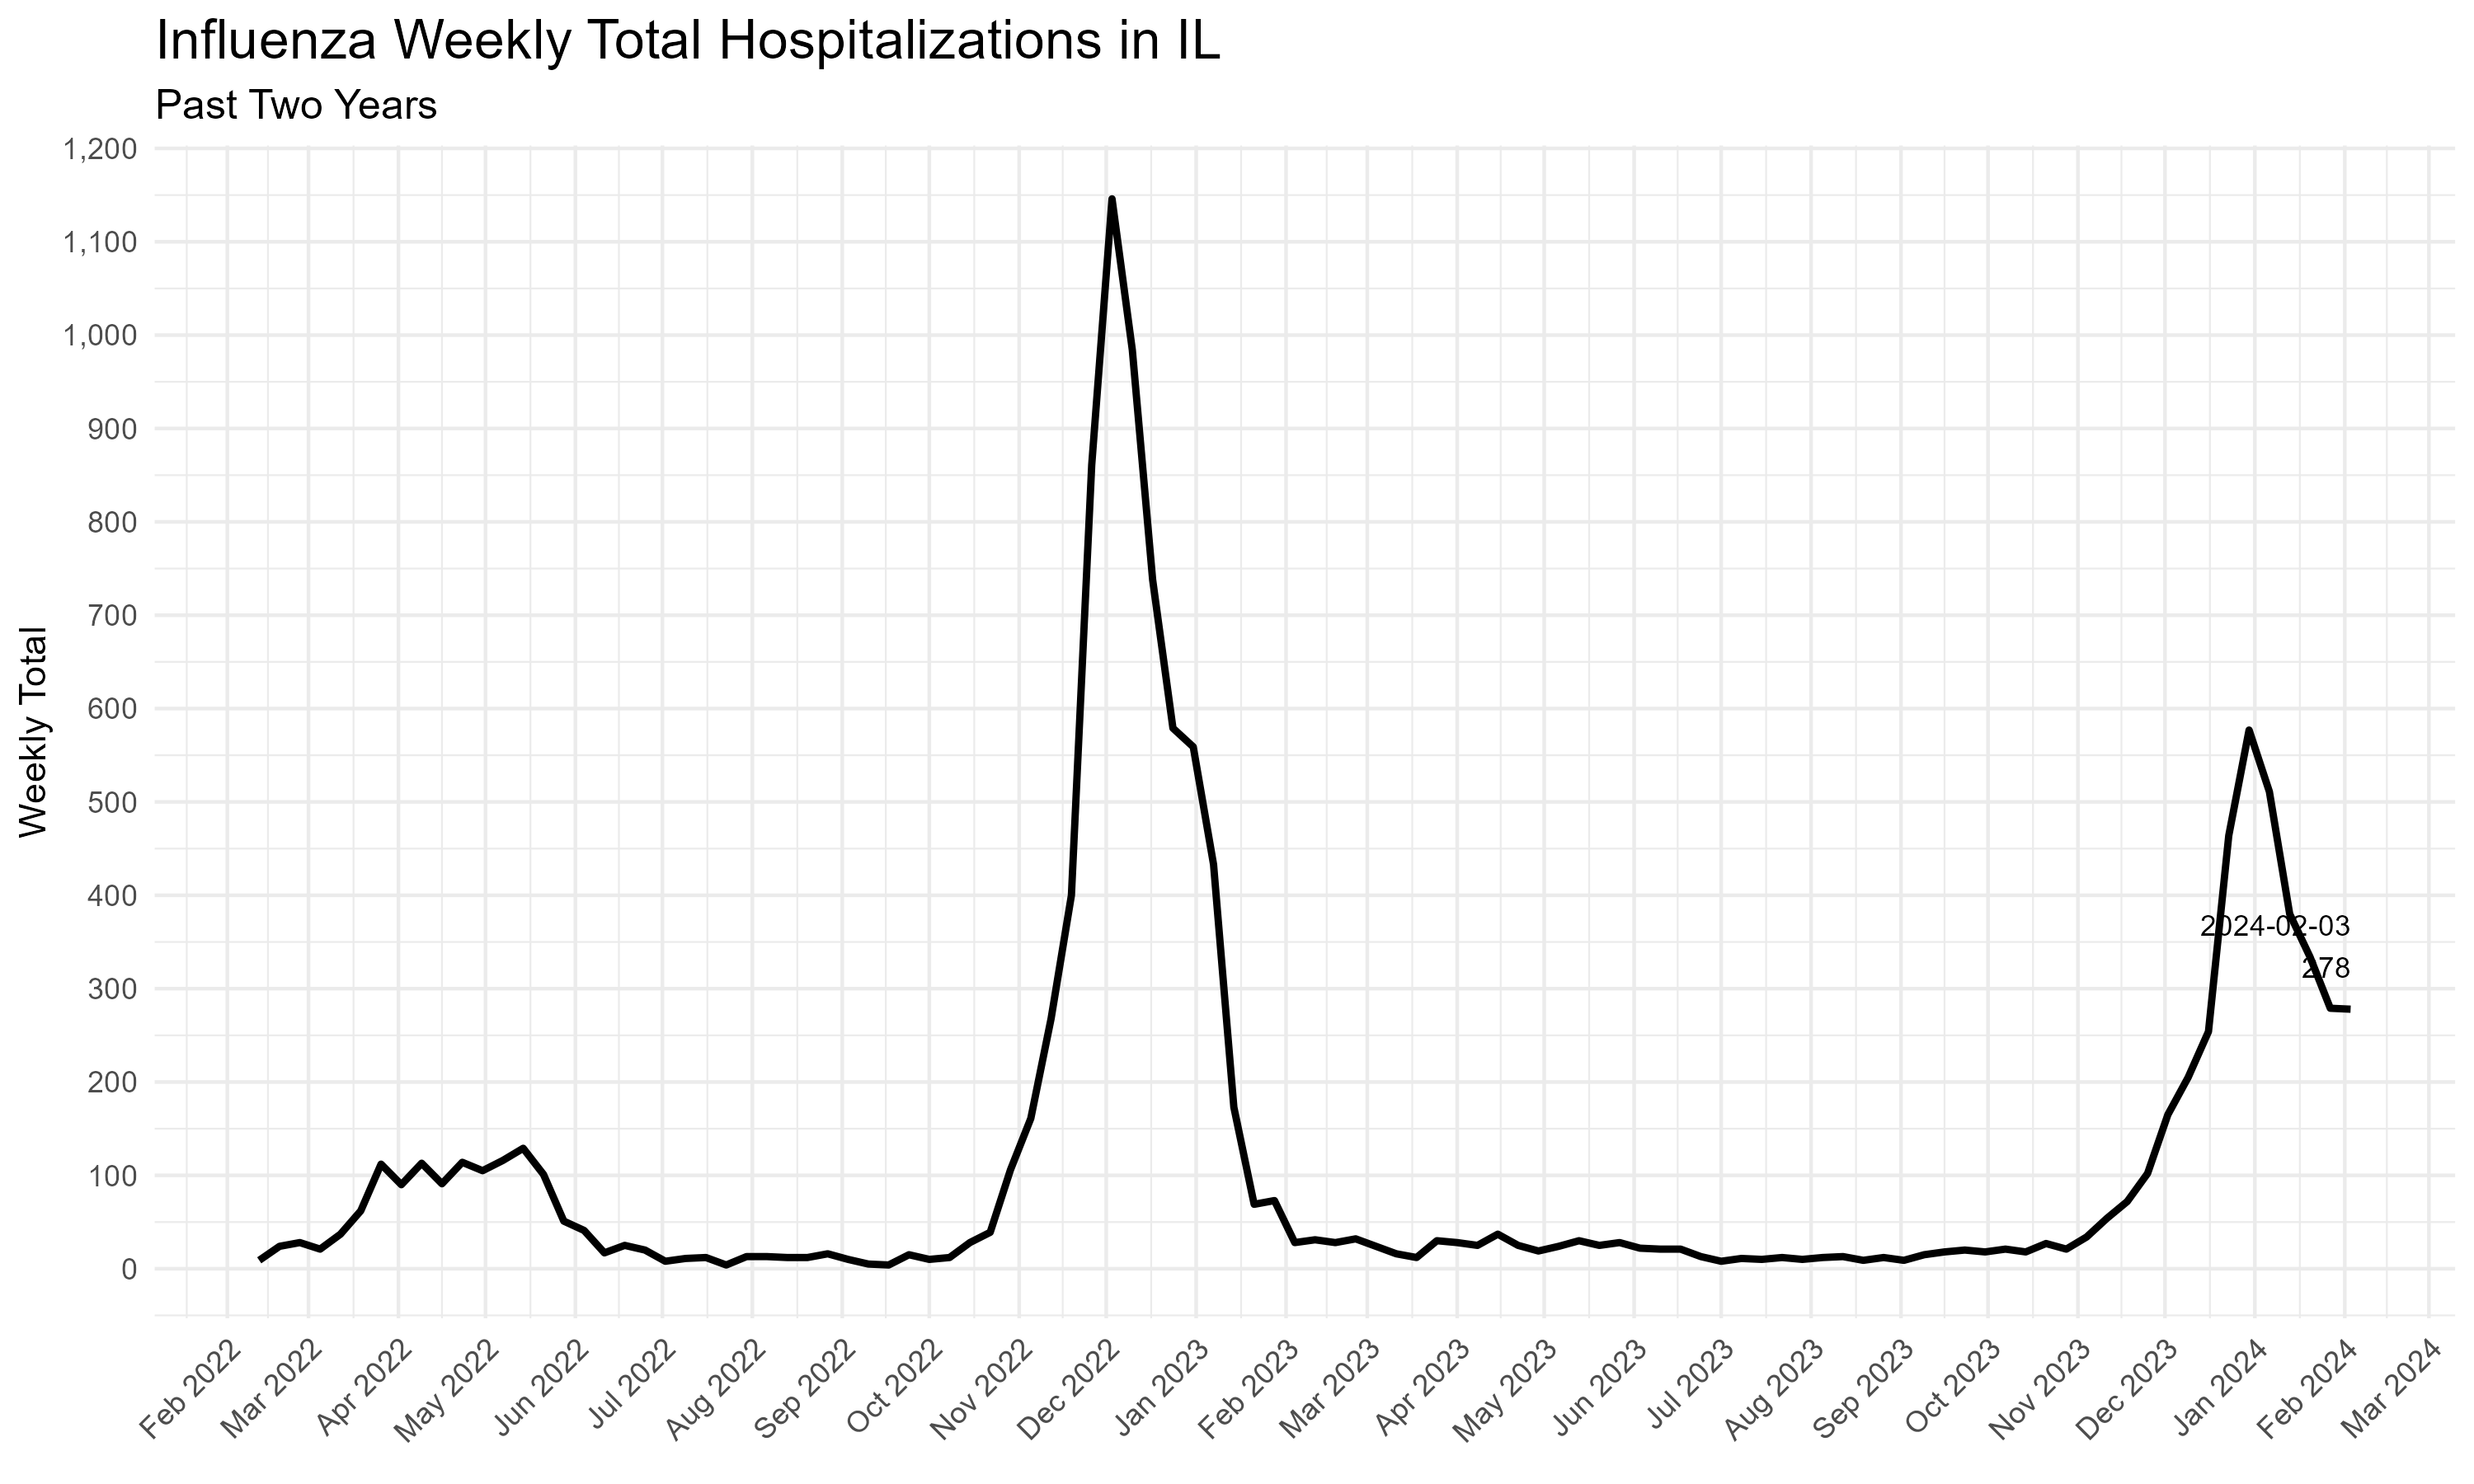 Influenza Weekly Total Hospitalizations in IL
Past Two Years
1,200
1,100
1,000
900
800
700
600
500
400
300
200
100
0
Weekly Total
2024-02-03
278
Feb 2022
Mar 2022
Apr 2022
May 2022
Jun 2022
Jul 2022
Aug 2022
Sep 2022
Oct 2022
Nov 2022
Dec 2022
Jan 2023
Feb 2023
Mar 2023
Apr 2023
May 2023
Jun 2023
Jul 2023
Aug 2023
Sep 2023
Oct 2023
Nov 2023
Dec 2023
Jan 2024
Feb 2024
Mar 2024